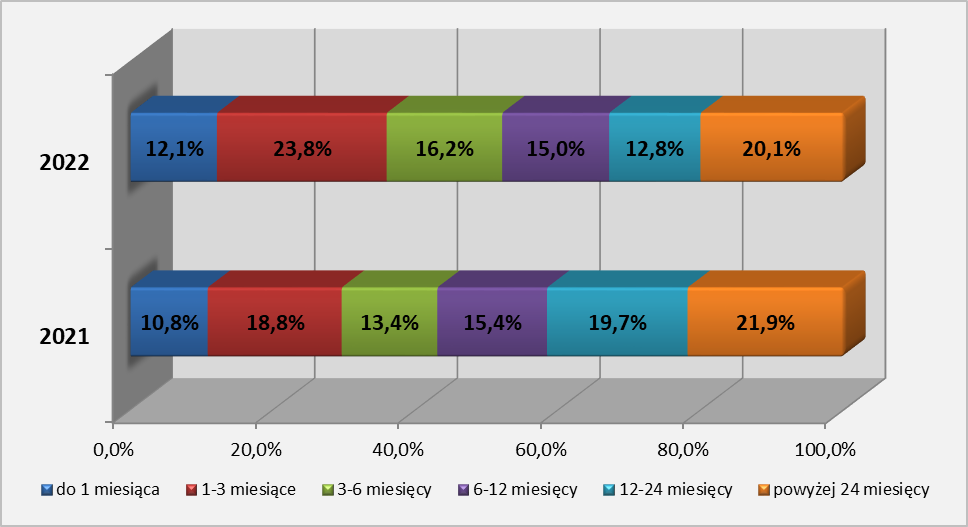 2022
12,1% 23,8% 16,2% 15,0% 12,8% 20,1%
2021
10,8% 18,8% 13,4% 15,4% 19,7% 21,9%
0,0% 20,0% 40,0% 60,0% 80,0% 100,0%
do 1 miesiąca 1-3 miesiące 3-6 miesięcy 6-12 miesięcy 12-24 miesięcy powyżej 24 miesięcy